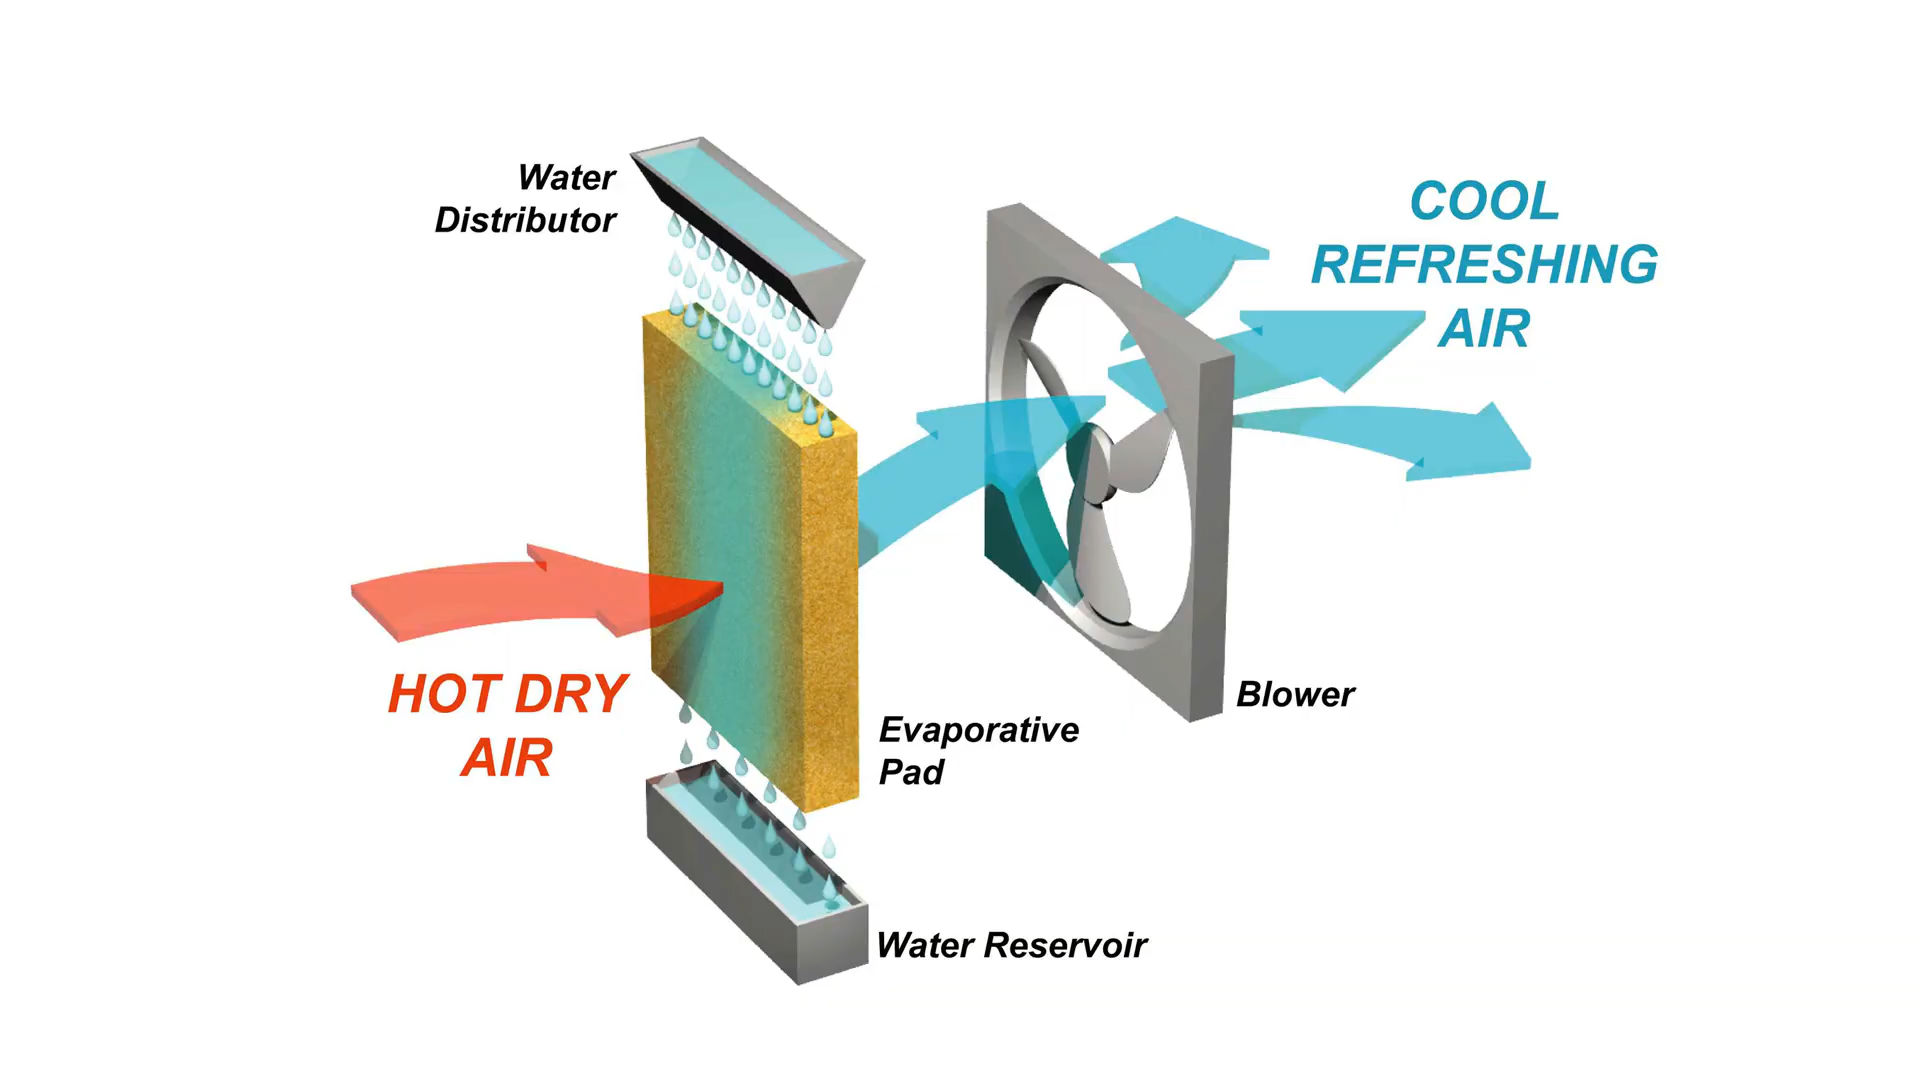 Water
Distributor
COOL
REFRESHING
AIR
HOT DRY
AIR
Evaporative
Pad
Blower
Water Reservoir